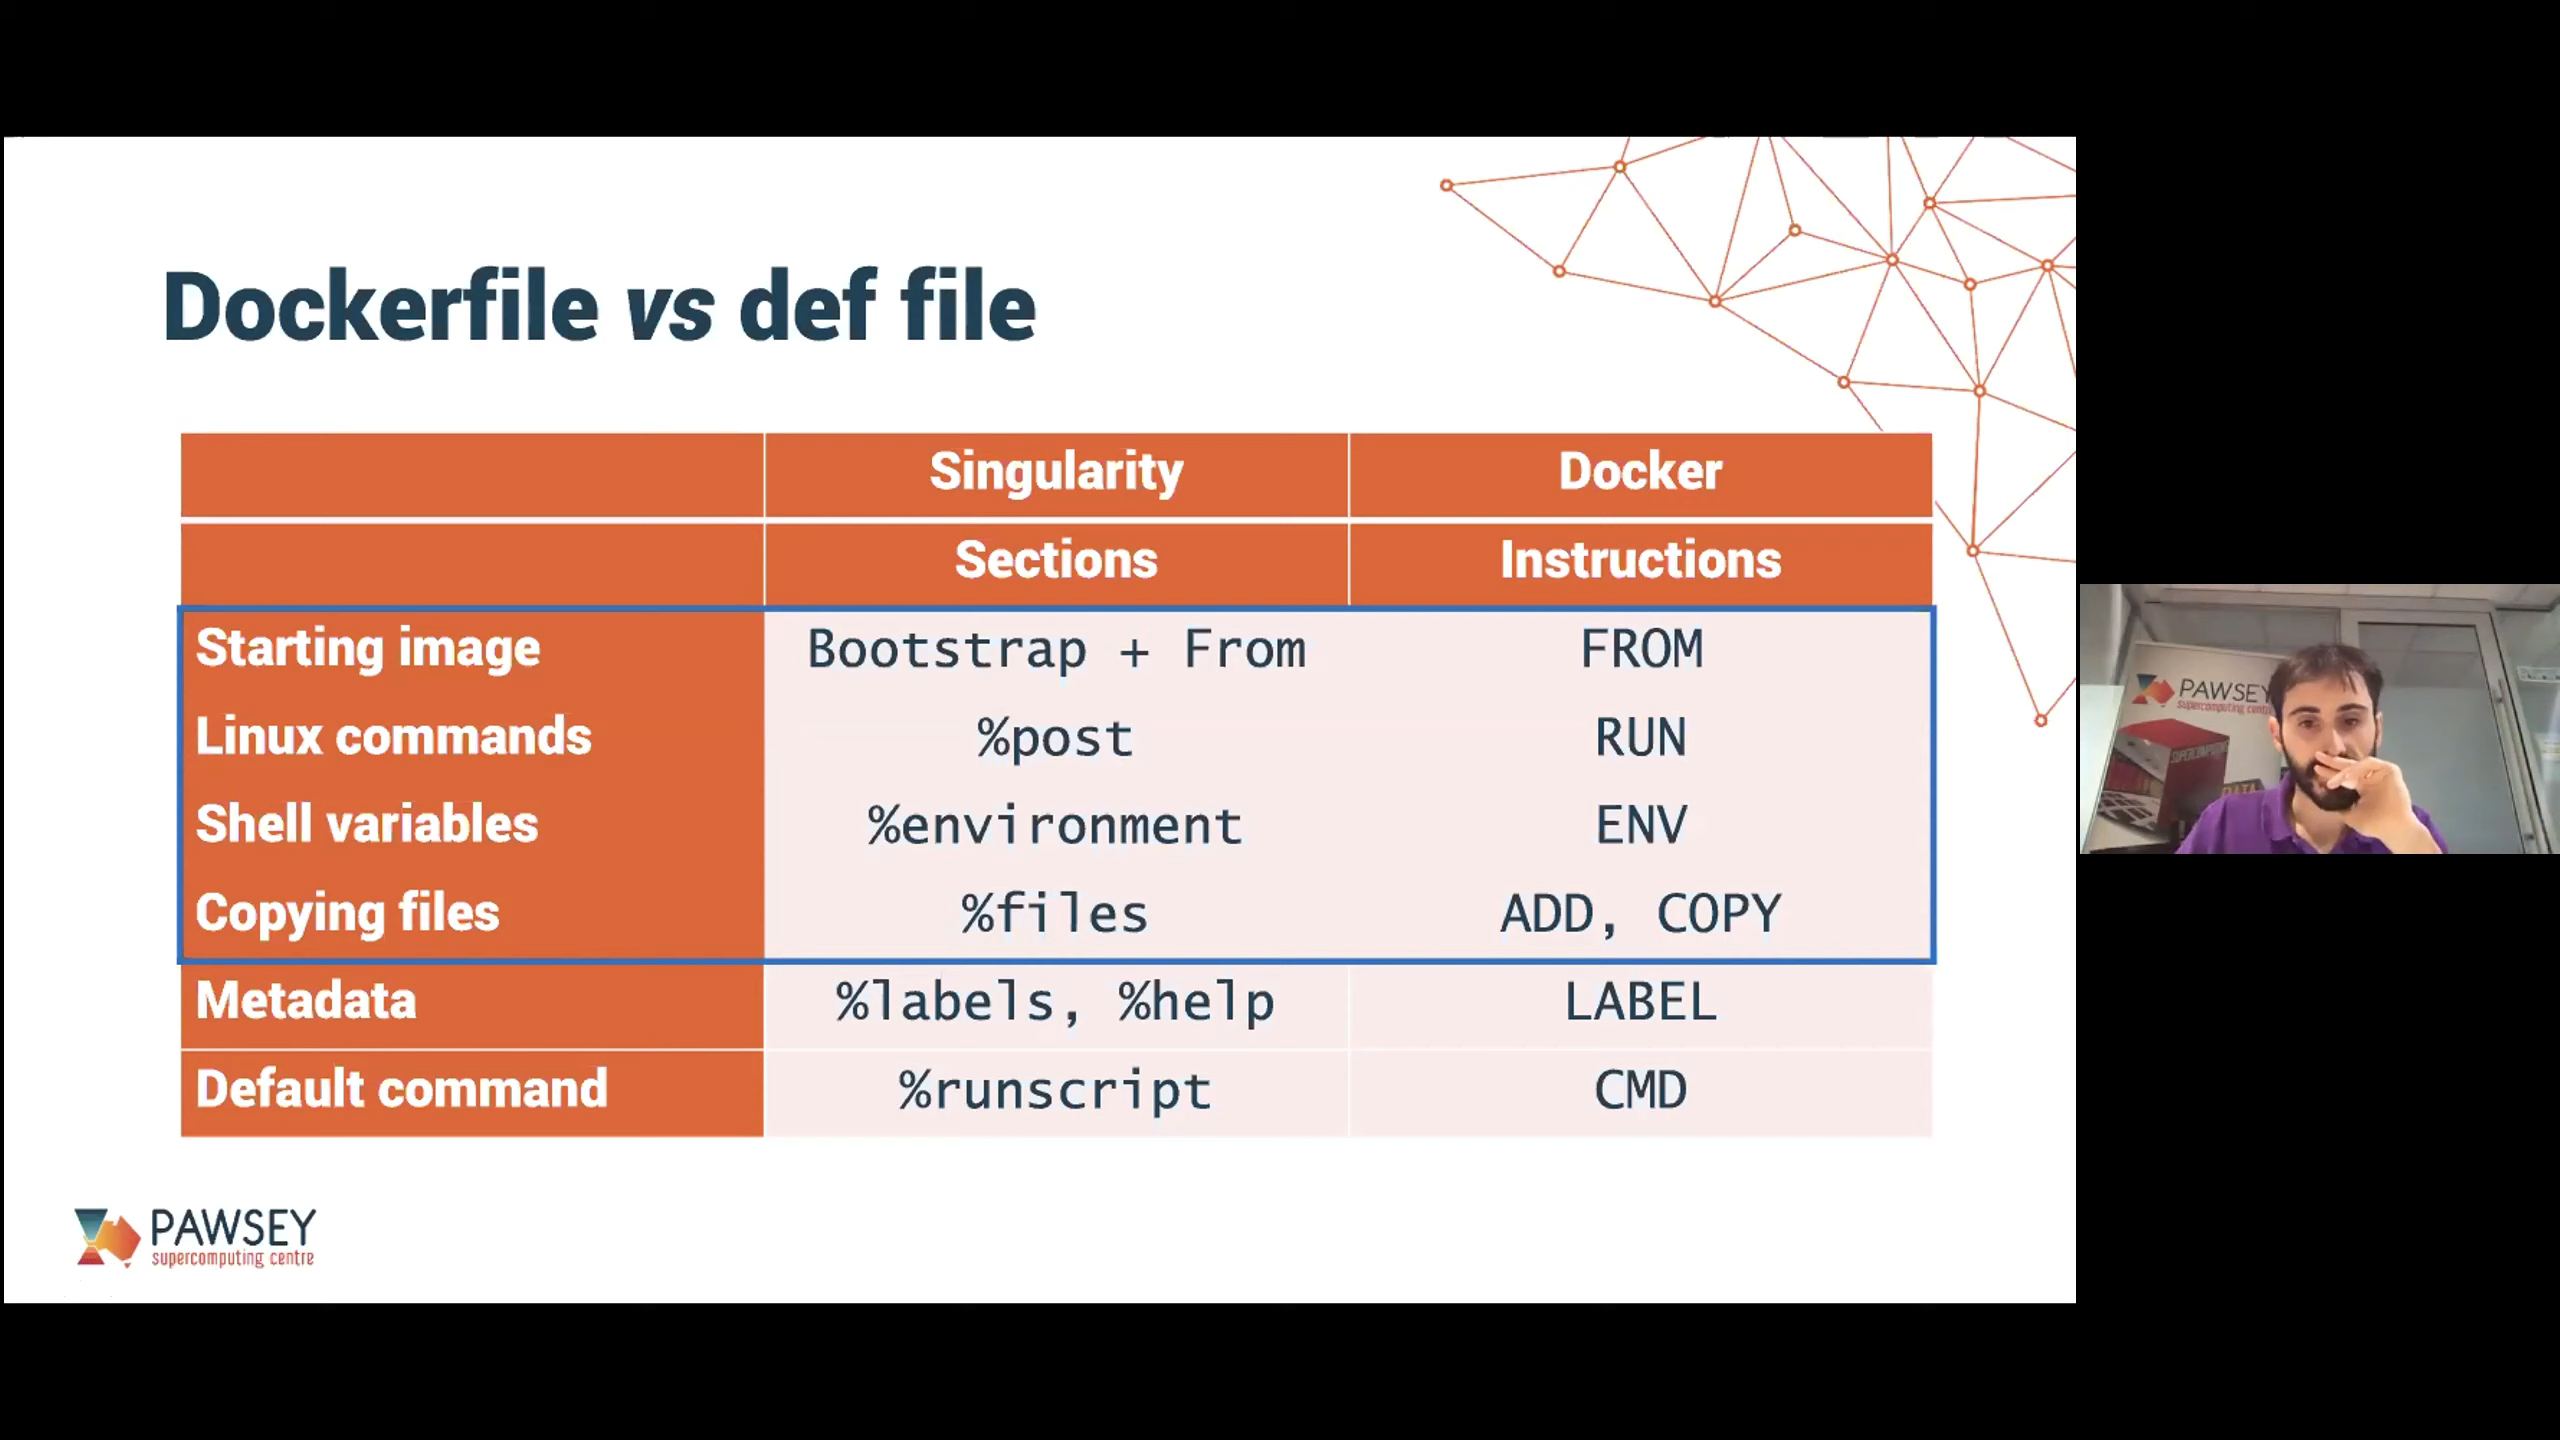 Dockerfile vs def file
Singularity Docker
Sections Instructions
Starting image Bootstrap + From FROM
Linux commands %post RUN
Shell variables %environment ENV
Copying files %files ADD, COPY
Metadata %labels, %help LABEL
Default command %runscript CMD
PAWSEY
supercomputing centre
PAWSEY